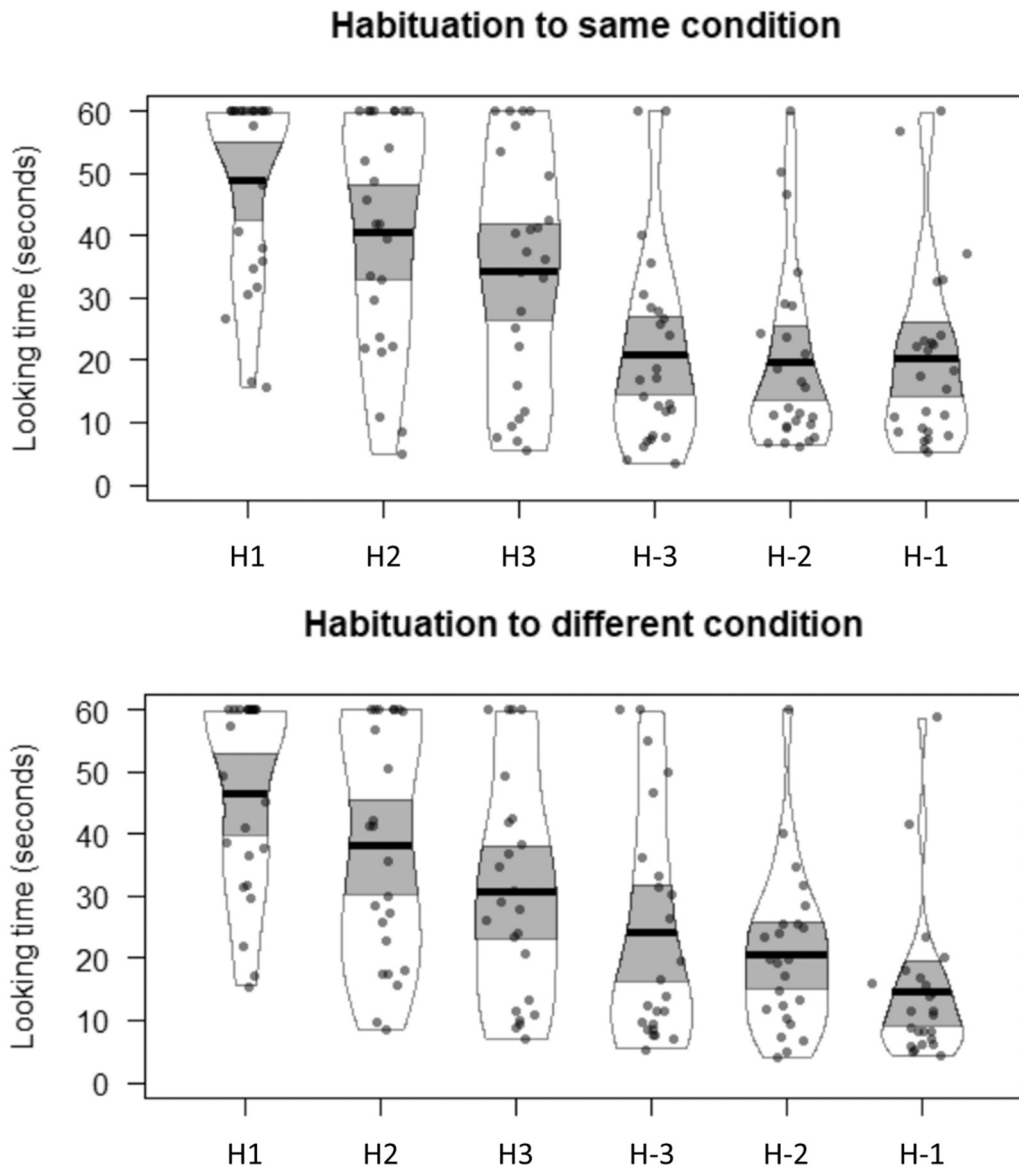 Habituation to same condition
Looking time (seconds)
60
50
40
30
20
10
0
H1 H2 H3 H-3 H-2 H-1
Habituation to different condition
Looking time (seconds)
60
50
40
30
20
10
0
H1 H2 H3 H-3 H-2 H-1